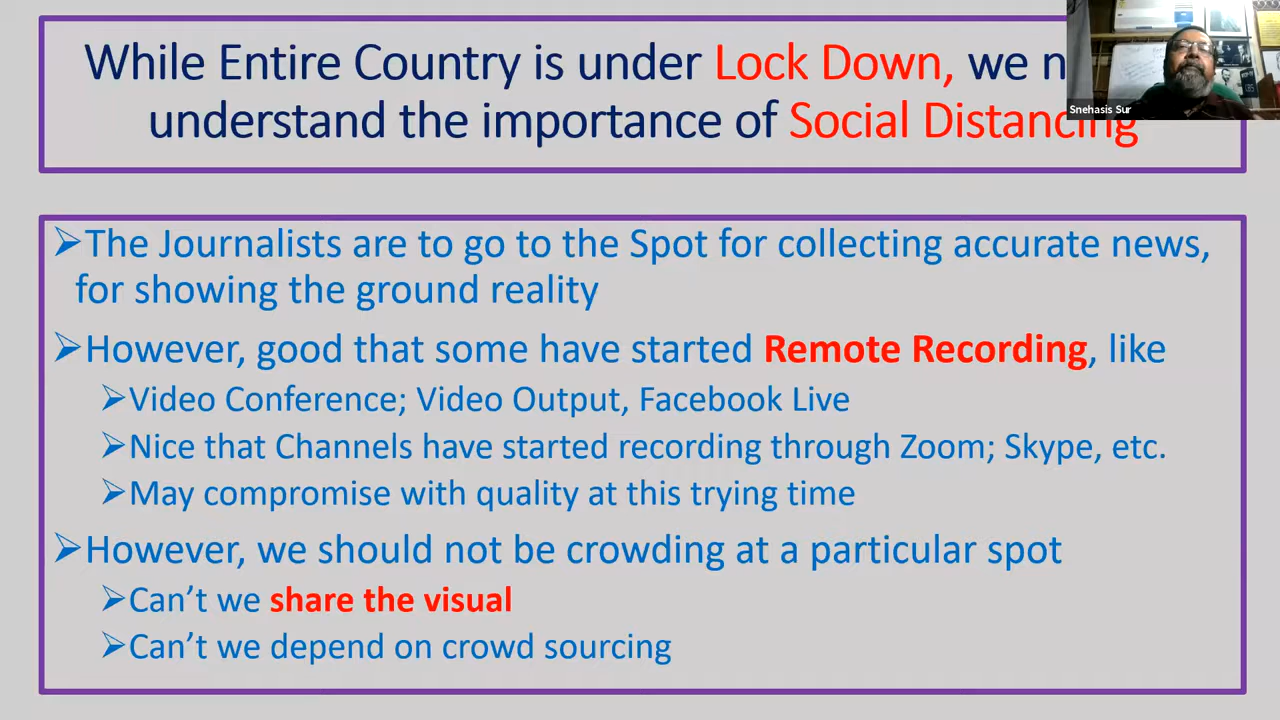 While Entire Country is under Lock Down, we
understand the importance of Social Distancing
Snehasis Sur
➢The Journalists are to go to the Spot for collecting accurate news,
for showing the ground reality
➢However, good that some have started Remote Recording, like
➢Video Conference; Video Output, Facebook Live
➢Nice that Channels have started recording through Zoom; Skype, etc.
➢May compromise with quality at this trying time
➢However, we should not be crowding at a particular spot
➢Can’t we share the visual
➢Can’t we depend on crowd sourcing